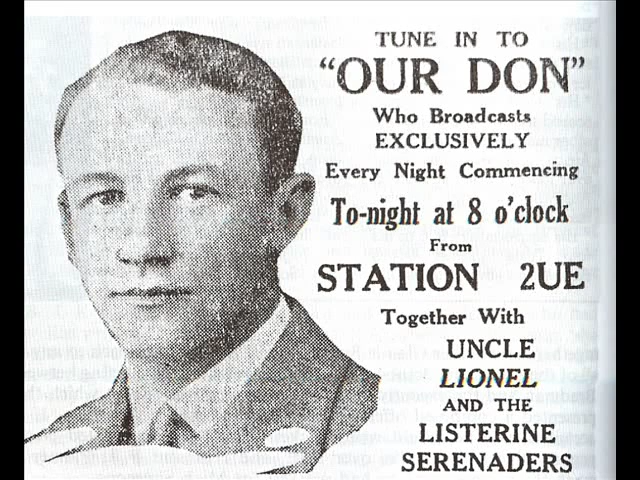 TUNE IN TO
"OUR DON"
Who Broadcasts
EXCLUSIVELY
Every Night Commencing
To-night at 8 o'clock
From
STATION 2UE
Together With
UNCLE
LIONEL
AND THE
LISTERINE
SERENADERS